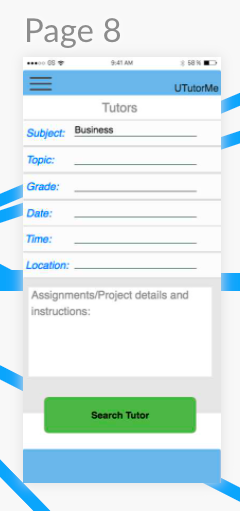 Page 8
GS 9:41 AM 58%
UTutorMe
Tutors
Subject: Business
Topic:
Grade:
Date:
Time:
Location:
Assignments/Project details and
instructions:
Search Tutor